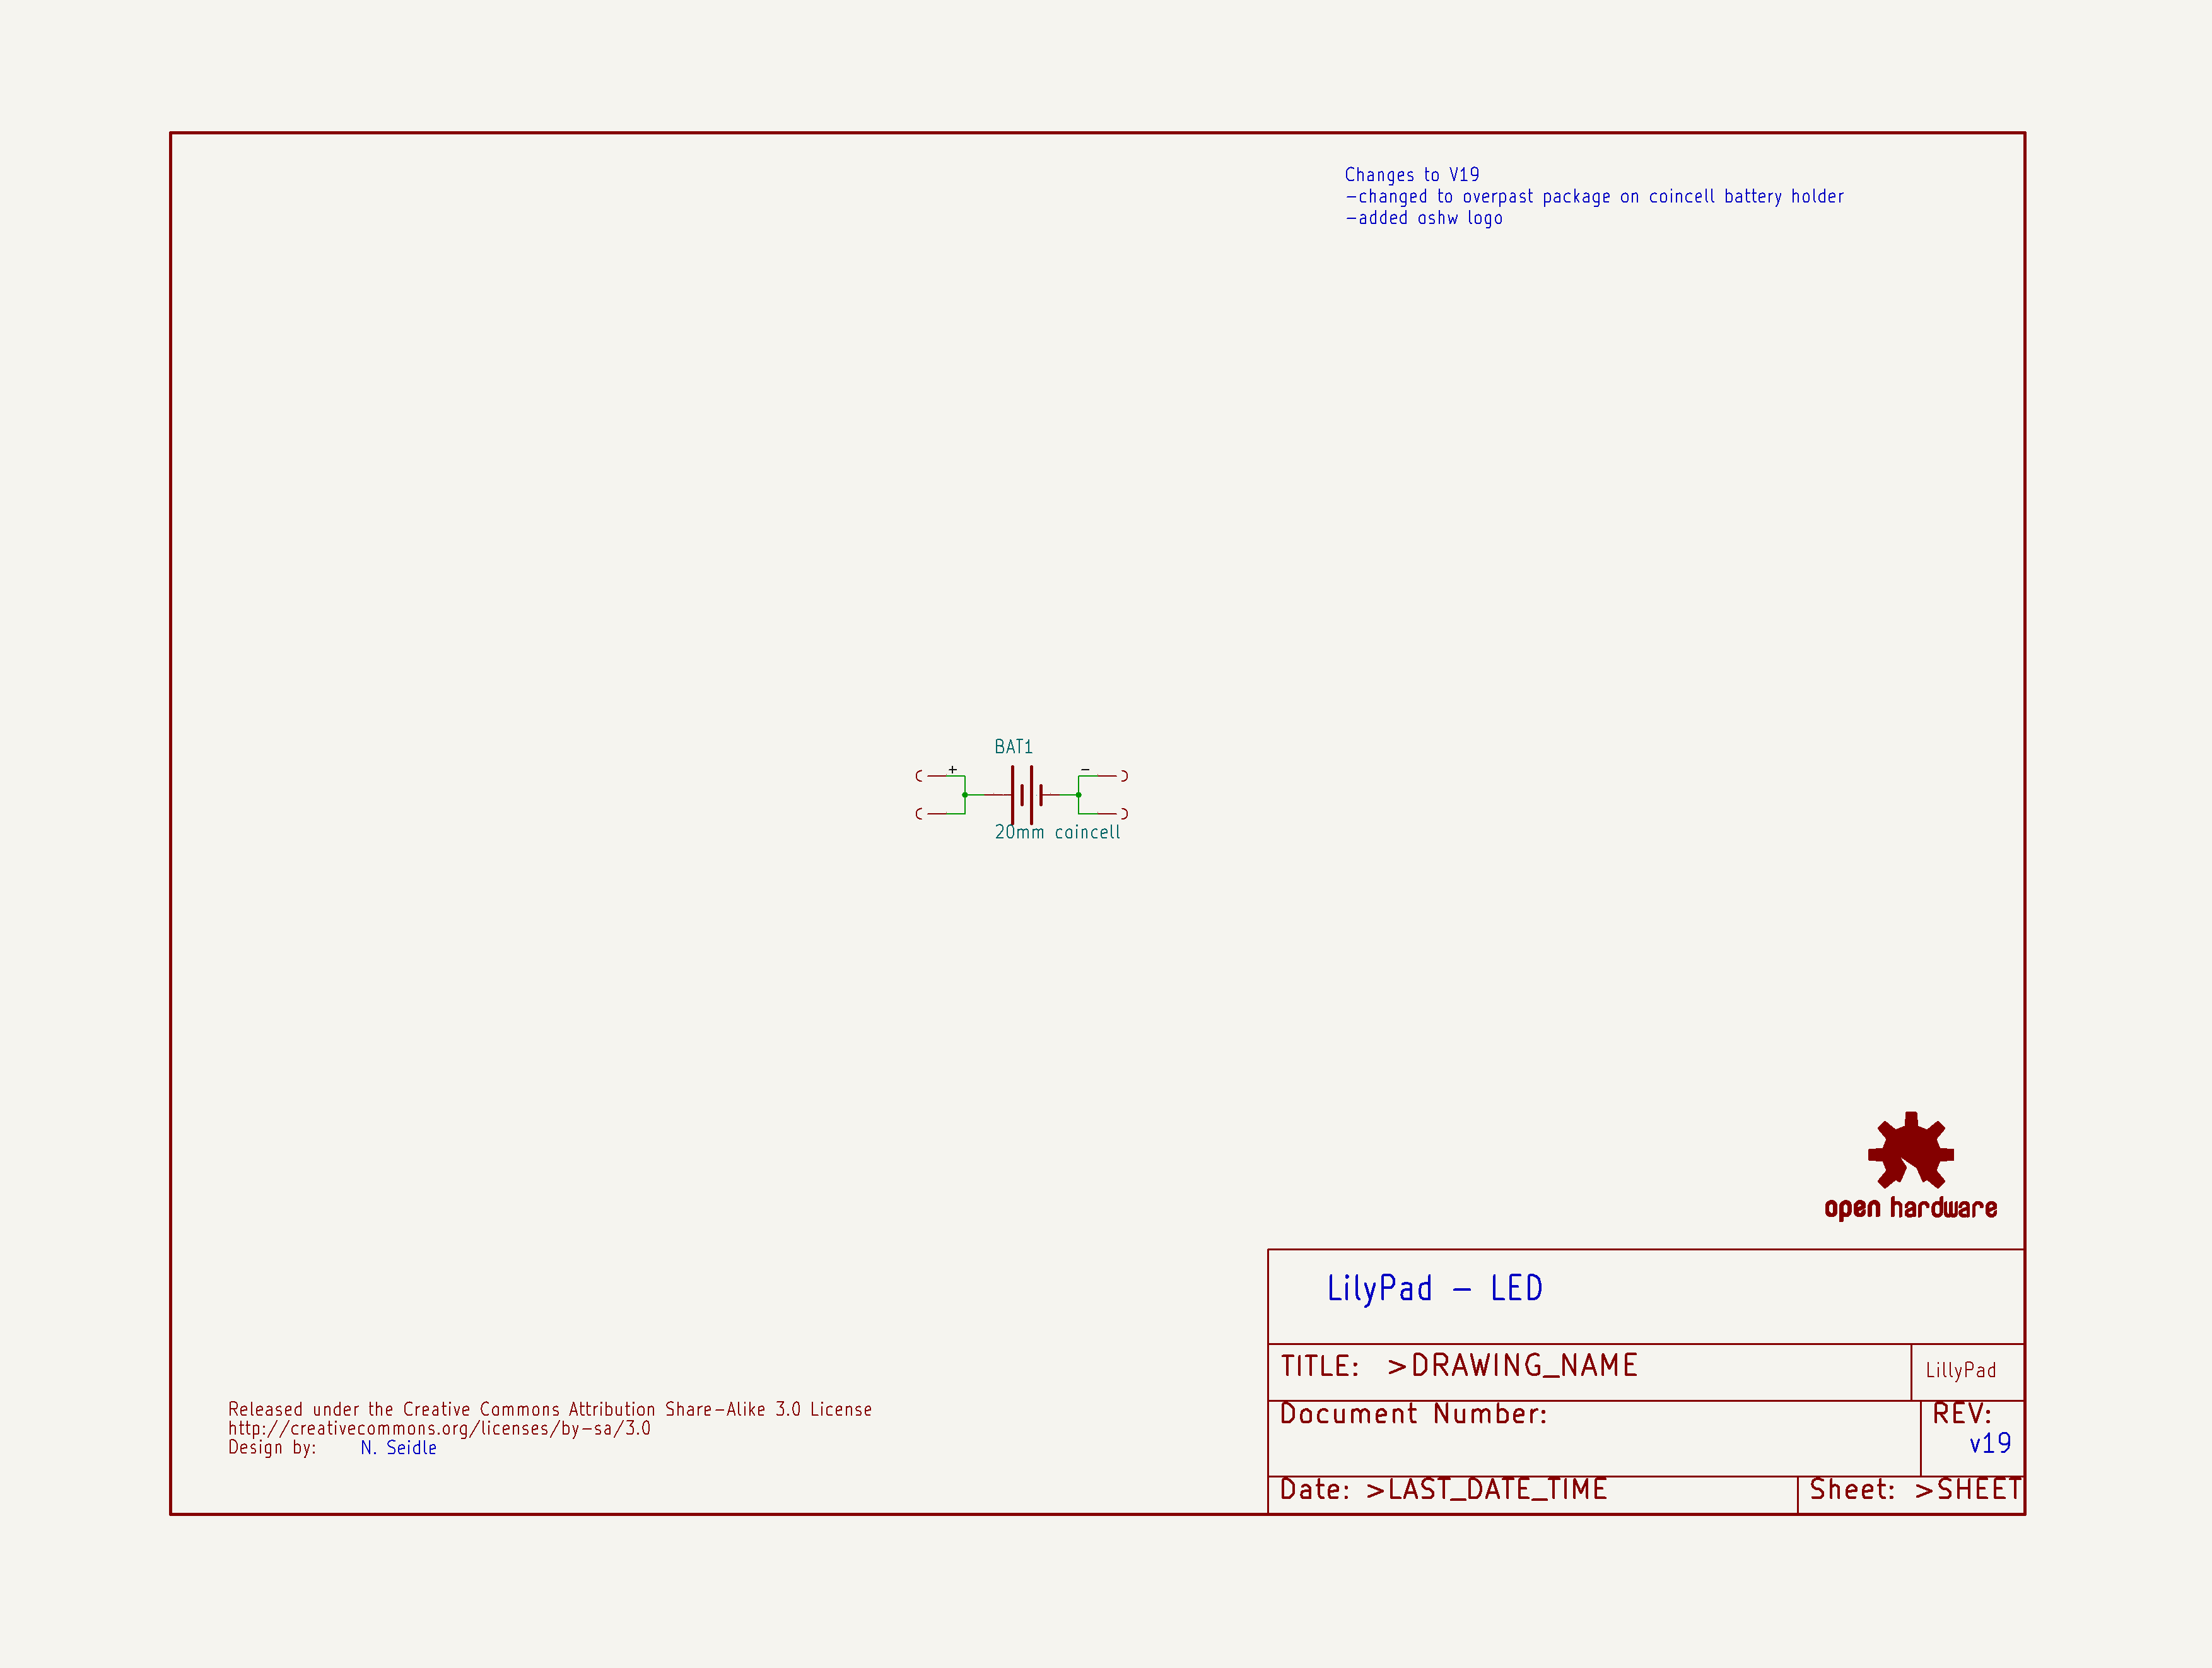 Changes to V19
-changed to overpast package on coincell battery holder
-added oshw logo
BAT1
+ -
20mm coincell
open hardware
LilyPad - LED
TITLE: >DRAWING_NAME
LillyPad
Released under the Creative Commons Attribution Share-Alike 3.0 License
http://creativecommons.org/licenses/by-sa/3.0
Design by: N. Seidle
Document Number:
REV:
v19
Date: >LAST_DATE_TIME
Sheet: >SHEET